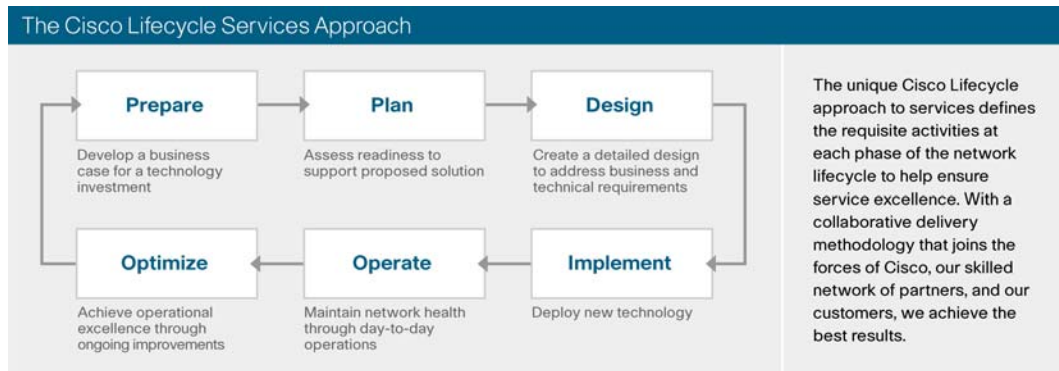 The Cisco Lifecycle Services Approach
Prepare
Develop a business
case for a technology
investment
Plan
Assess readiness to
support proposed solution
Design
Create a detailed design
to address business and
technical requirements
Implement
Deploy new technology
Operate
Maintain network health
through day-to-day
operations
Optimize
Achieve operational
excellence through
ongoing improvements
The unique Cisco Lifecycle
approach to services defines
the requisite activities at
each phase of the network
lifecycle to help ensure
service excellence. With a
collaborative delivery
methodology that joins the
forces of Cisco, our skilled
network of partners, and our
customers, we achieve the
best results.